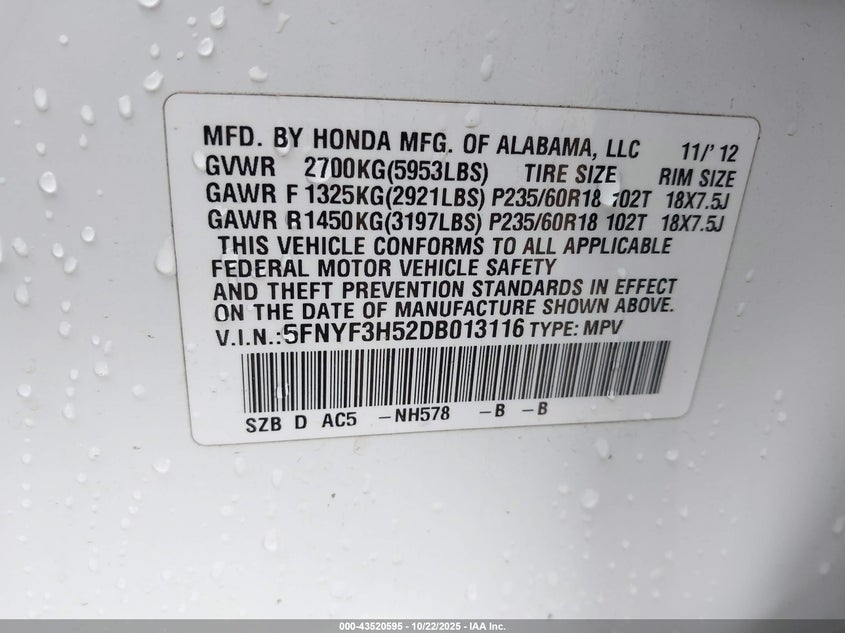 MFD. BY HONDA MFG. OF ALABAMA, LLC 11/'12
GVWR 2700KG(5953LBS) TIRE SIZE RIM SIZE
GAWR F 1325KG(2921LBS) P235/60R18 102T 18X7.5J
GAWR R1450KG(3197LBS) P235/60R18 102T 18X7.5J
THIS VEHICLE CONFORMS TO ALL APPLICABLE
FEDERAL MOTOR VEHICLE SAFETY
AND THEFT PREVENTION STANDARDS IN EFFECT
ON THE DATE OF MANUFACTURE SHOWN ABOVE.
V.I.N.:5FNYF3H52DB013116 TYPE: MPV
SZB D AC5 -NH578 -B -B
000-43520595 - 10/22/2025 - IAA Inc.